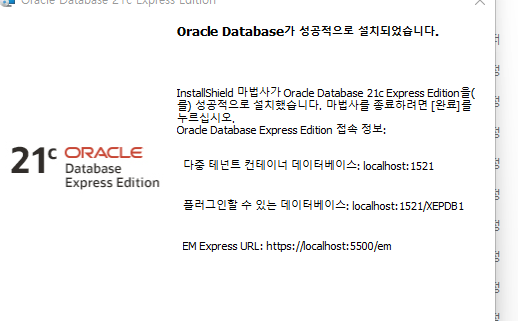 Oracle Database 21c Express Edition
Oracle Database가 성공적으로 설치되었습니다.
InstallShield 마법사가 Oracle Database 21c Express Edition을(
를) 성공적으로 설치했습니다. 마법사를 종료하려면 [완료]를
누르십시오.
Oracle Database Express Edition 접속 정보:
21c ORACLE
Database
Express Edition
다중 테넌트 컨테이너 데이터베이스: localhost:1521
플러그인할 수 있는 데이터베이스: localhost:1521/XEPDB1
EM Express URL: https://localhost:5500/em